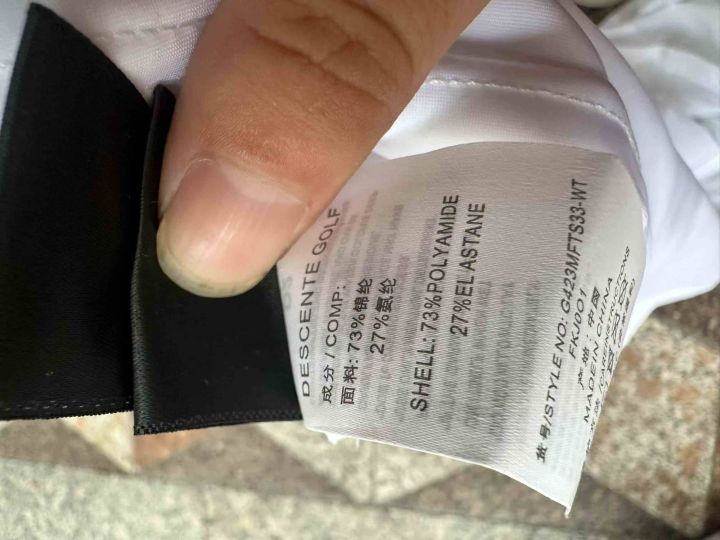 DESCENTE GOLF
成分 / COMP:
面料: 73%锦纶
27%氨纶
SHELL: 73%POLYAMIDE
27%ELASTANE
款号/STYLE NO: G423MFTS33-WT
FKJ001
产地: 中国
MADE IN CHINA